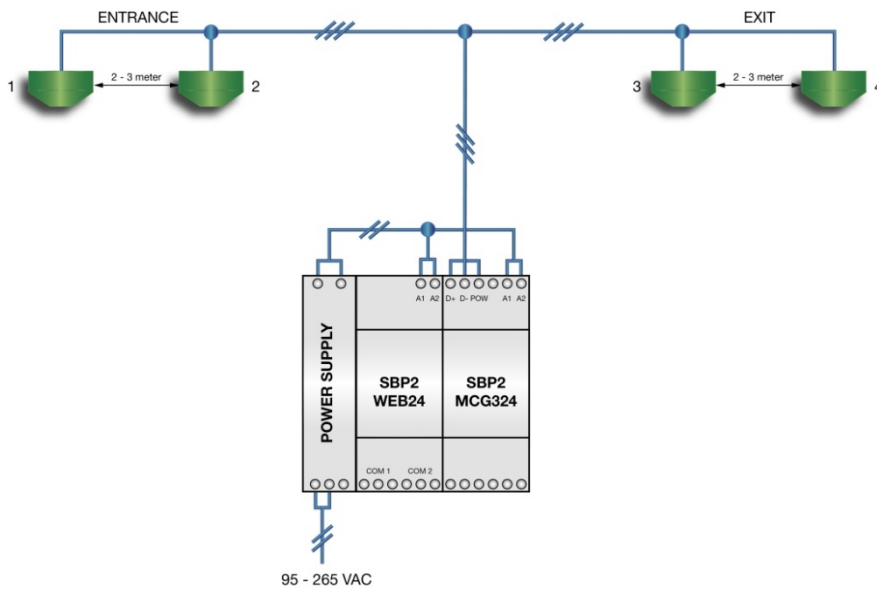 ENTRANCE
EXIT
1
2 - 3 meter
2
3
2 - 3 meter
4
A1 A2
D+ D- POW
A1 A2
POWER SUPPLY
SBP2
WEB24
SBP2
MCG324
COM 1
COM 2
95 - 265 VAC